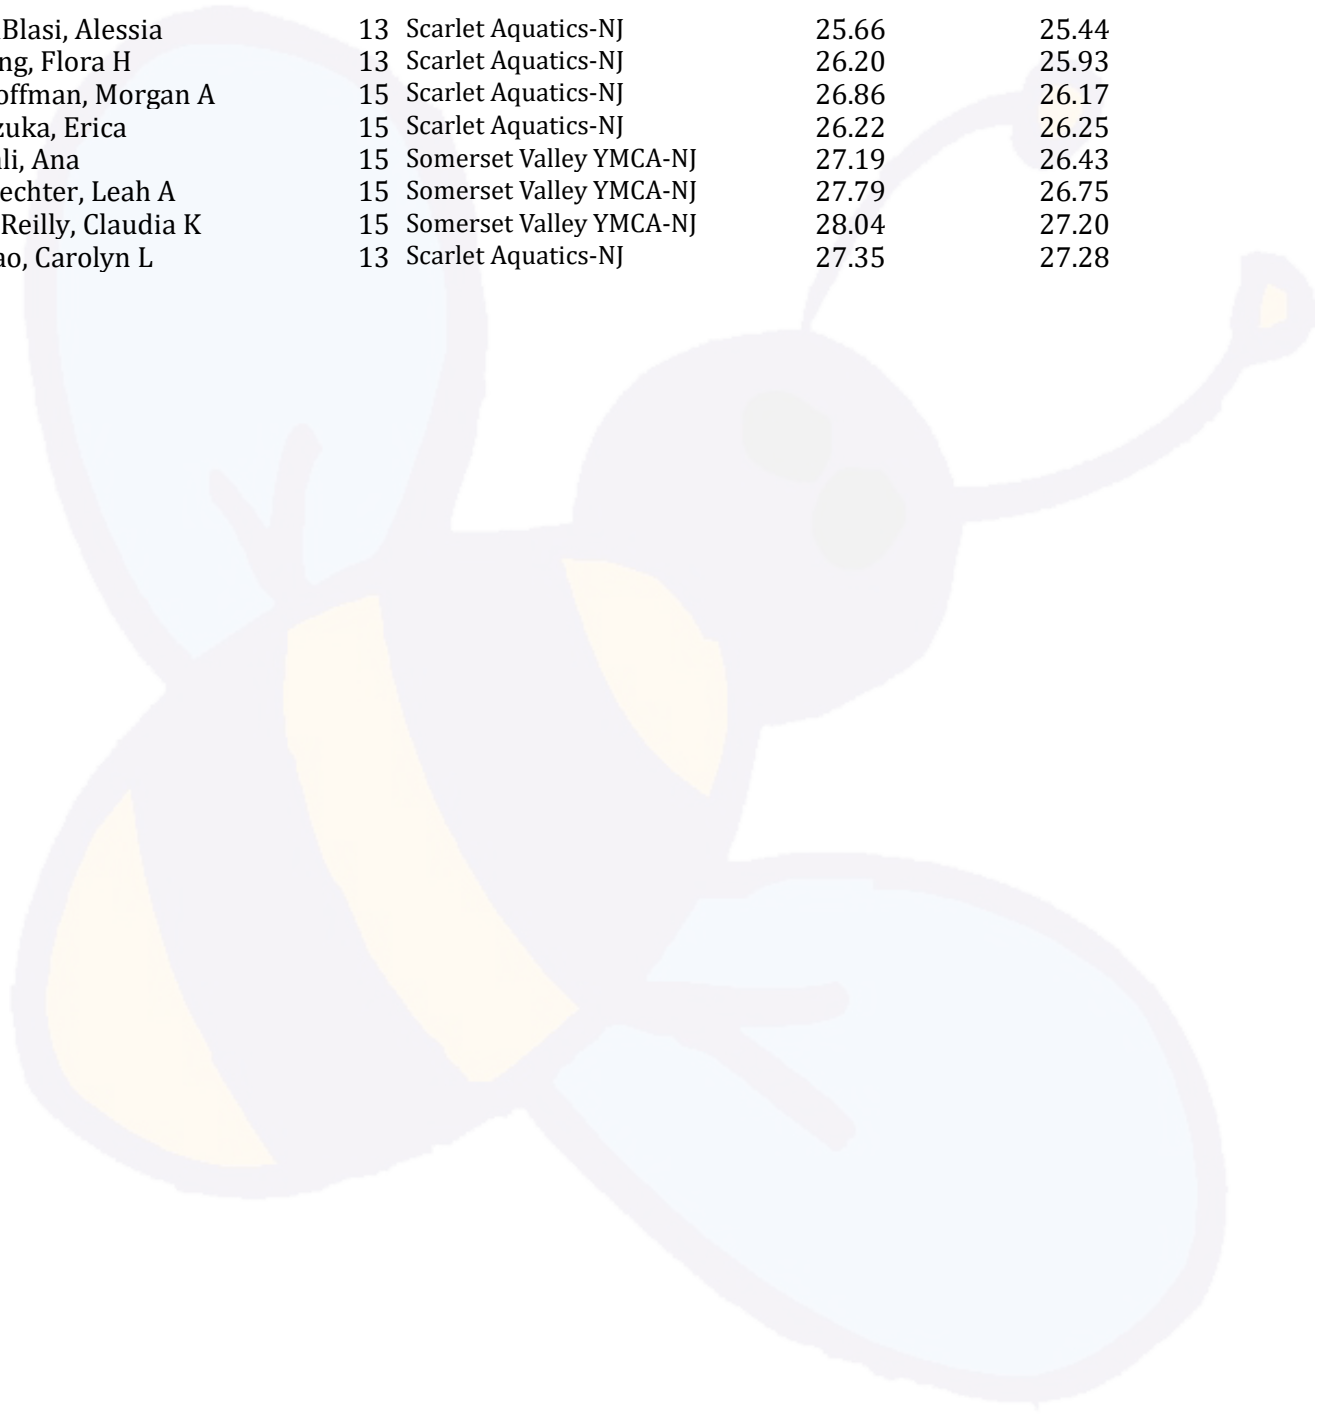 Blasi, Alessia 13 Scarlet Aquatics-NJ 25.66 25.44
ng, Flora H 13 Scarlet Aquatics-NJ 26.20 25.93
offman, Morgan A 15 Scarlet Aquatics-NJ 26.86 26.17
zuka, Erica 15 Scarlet Aquatics-NJ 26.22 26.25
li, Ana 15 Somerset Valley YMCA-NJ 27.19 26.43
echter, Leah A 15 Somerset Valley YMCA-NJ 27.79 26.75
Reilly, Claudia K 15 Somerset Valley YMCA-NJ 28.04 27.20
ao, Carolyn L 13 Scarlet Aquatics-NJ 27.35 27.28